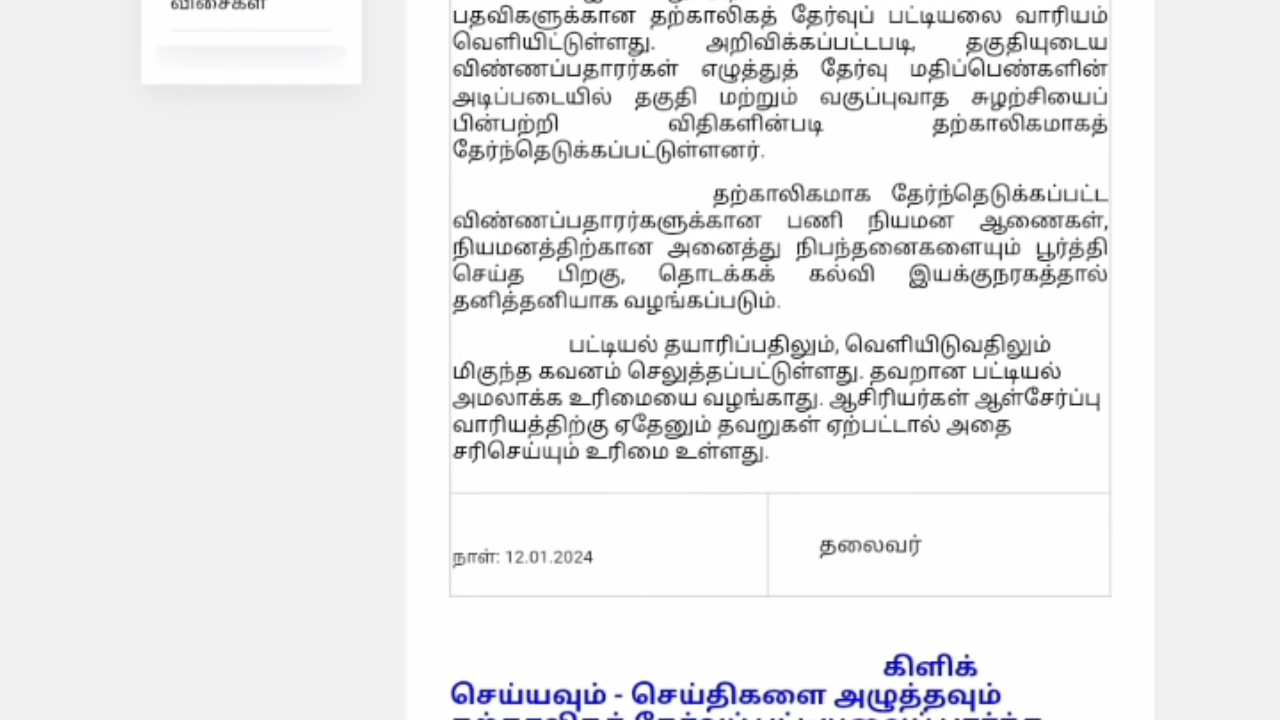 விசைகள்
பதவிகளுக்கான தற்காலிகத் தேர்வுப் பட்டியலை வாரியம்
வெளியிட்டுள்ளது. அறிவிக்கப்பட்டபடி, தகுதியுடைய
விண்ணப்பதாரர்கள் எழுத்துத் தேர்வு மதிப்பெண்களின்
அடிப்படையில் தகுதி மற்றும் வகுப்புவாத சுழற்சியைப்
பின்பற்றி விதிகளின்படி தற்காலிகமாகத்
தேர்ந்தெடுக்கப்பட்டுள்ளனர்.
தற்காலிகமாக தேர்ந்தெடுக்கப்பட்ட
விண்ணப்பதாரர்களுக்கான பணி நியமன ஆணைகள்,
நியமனத்திற்கான அனைத்து நிபந்தனைகளையும் பூர்த்தி
செய்த பிறகு, தொடக்கக் கல்வி இயக்குநரகத்தால்
தனித்தனியாக வழங்கப்படும்.
பட்டியல் தயாரிப்பதிலும், வெளியிடுவதிலும்
மிகுந்த கவனம் செலுத்தப்பட்டுள்ளது. தவறான பட்டியல்
அமலாக்க உரிமையை வழங்காது. ஆசிரியர்கள் ஆள்சேர்ப்பு
வாரியத்திற்கு ஏதேனும் தவறுகள் ஏற்பட்டால் அதை
சரிசெய்யும் உரிமை உள்ளது.
நாள்: 12.01.2024
தலைவர்
கிளிக்
செய்யவும் - செய்திகளை அழுத்தவும்